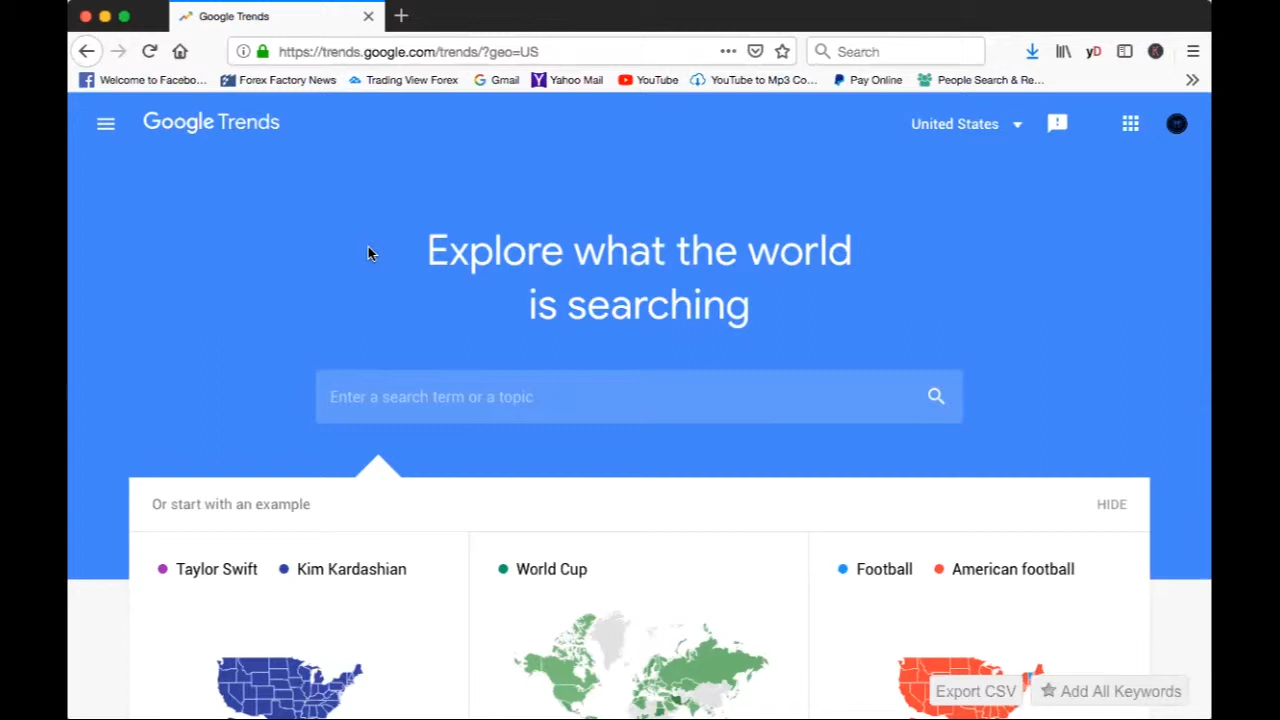 Google Trends
https://trends.google.com/trends/?geo=US
Search
yD
K
Welcome to Facebo...
Forex Factory News
Trading View Forex
Gmail
Yahoo Mail
YouTube
YouTube to Mp3 Co...
Pay Online
People Search & Re...
Google Trends
United States
Explore what the world
is searching
Enter a search term or a topic
Or start with an example
HIDE
Taylor Swift
Kim Kardashian
World Cup
Football
American football
Export CSV
Add All Keywords